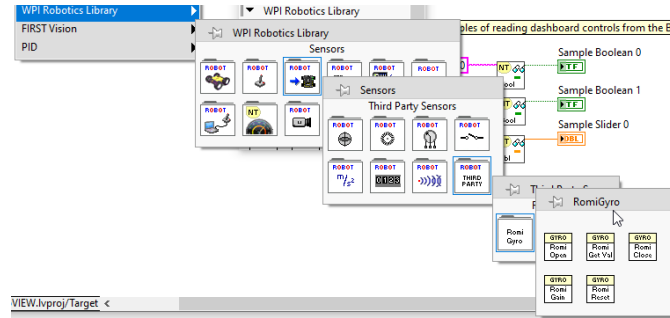 WPI Robotics Library
FIRST Vision
PID
WPI Robotics Library
ples of reading dashboard controls from the
WPI Robotics Library
Sensors
ROBOT
ROBOT
ROBOT
ROBOT
ROBOT
ROBOT
NT
ROBOT
NT
ool
Sample Boolean 0
TF
Sample Boolean 1
TF
ool
Sample Slider 0
DBL
bl
Sensors
Third Party Sensors
ROBOT
ROBOT
ROBOT
ROBOT
ROBOT
m/s²
ROBOT
0123
ROBOT
ROBOT
THIRD PARTY
Romi
Gyro
RomiGyro
GYRO
Romi
Open
GYRO
Romi
Get Val
GYRO
Romi
Close
GYRO
Romi
Gain
GYRO
Romi
Reset
VIEW.lvproj/Target